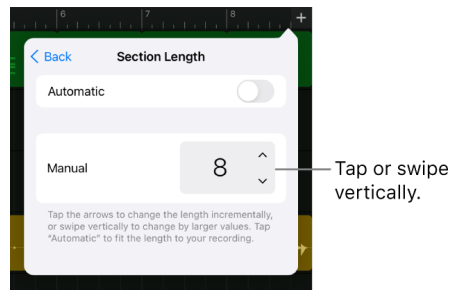 6 7 8 +
Back Section Length
Automatic
Manual 8
Tap or swipe
vertically.
Tap the arrows to change the length incrementally,
or swipe vertically to change by larger values. Tap
"Automatic" to fit the length to your recording.